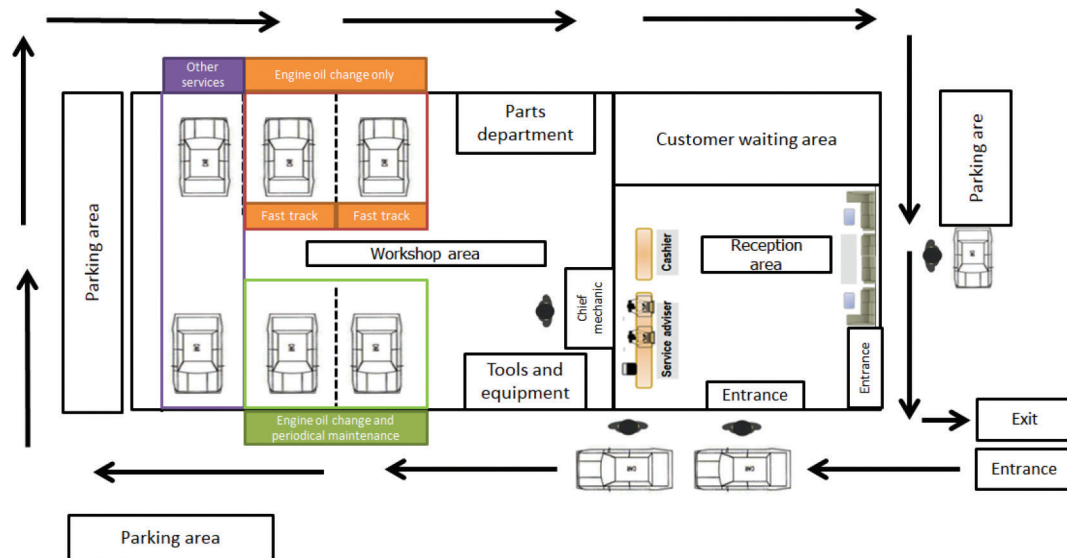 Other
services
Engine oil change only
Parts
department
Customer waiting area
Parking are
Parking area
Fast track
Fast track
Workshop area
Cashier
Reception
area
Chief
mechanic
Service adviser
Tools and
equipment
Entrance
Entrance
Engine oil change and
periodical maintenance
Exit
Entrance
Parking area